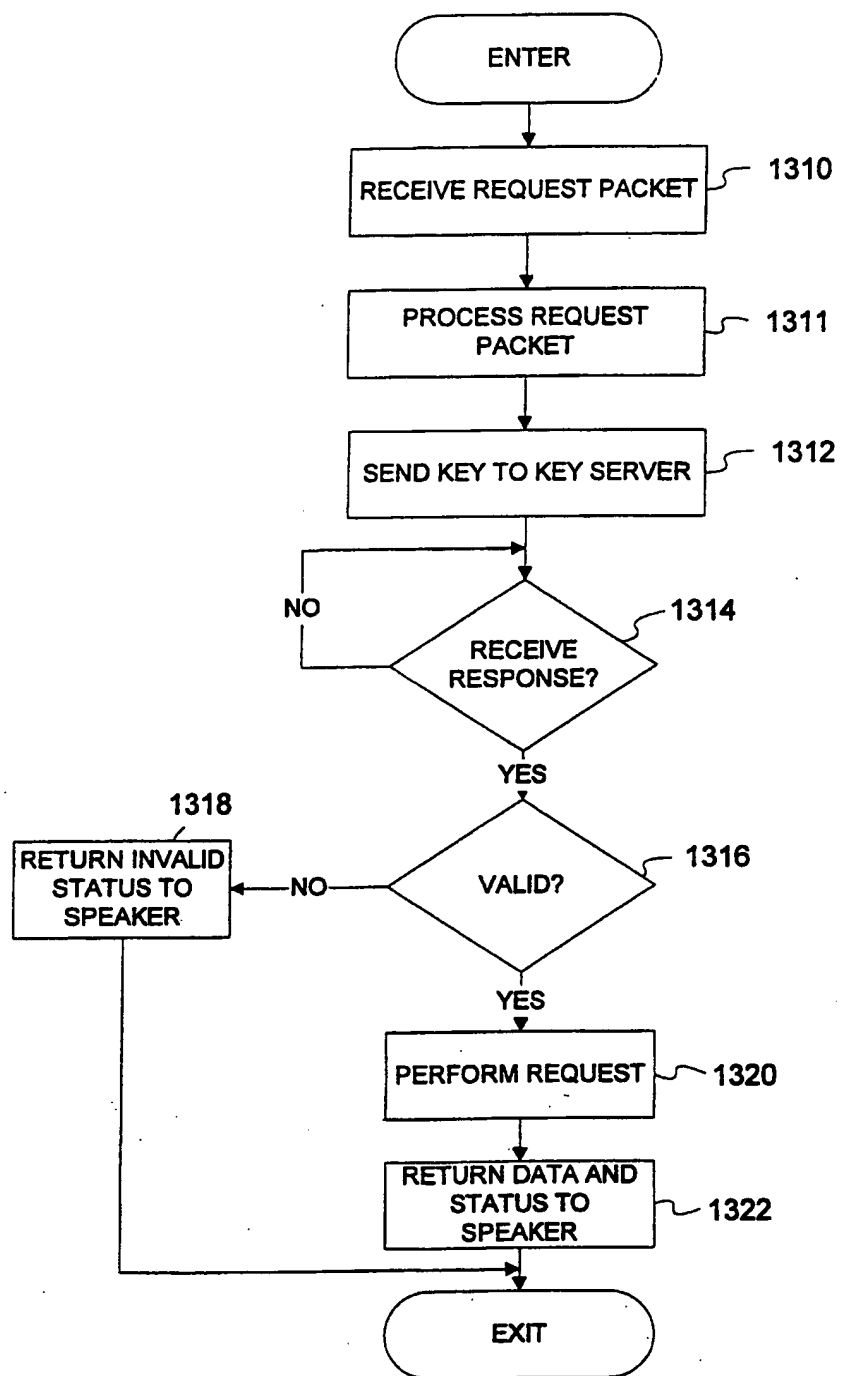 ENTER
RECEIVE REQUEST PACKET
1310
PROCESS REQUEST
PACKET
1311
SEND KEY TO KEY SERVER
1312
NO
RECEIVE
RESPONSE?
1314
YES
1318
RETURN INVALID
STATUS TO
SPEAKER
NO
VALID?
1316
YES
PERFORM REQUEST
1320
RETURN DATA AND
STATUS TO
SPEAKER
1322
EXIT